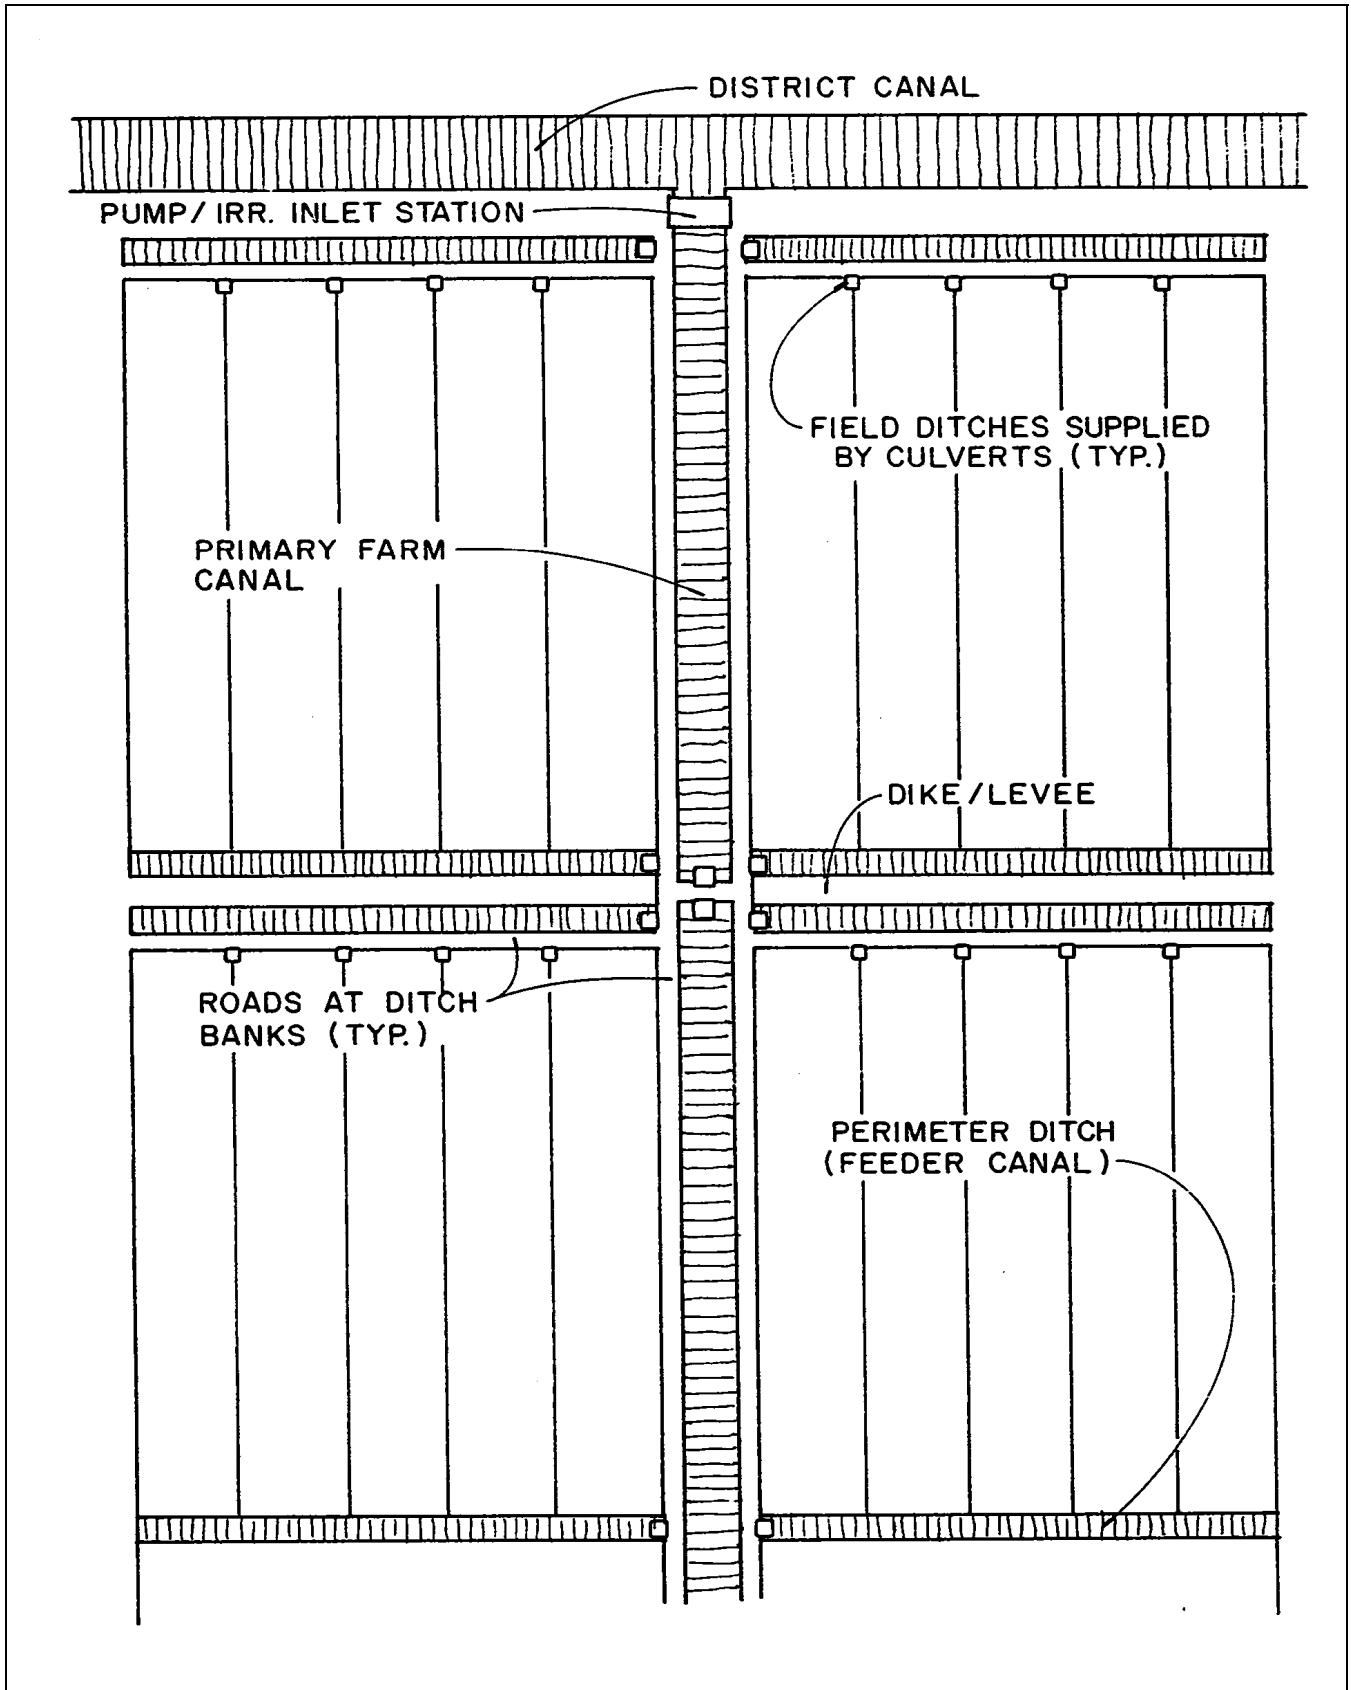 DISTRICT CANAL
PUMP/IRR. INLET STATION
FIELD DITCHES SUPPLIED
BY CULVERTS (TYP.)
PRIMARY FARM
CANAL
DIKE/LEVEE
ROADS AT DITCH
BANKS (TYP.)
PERIMETER DITCH
(FEEDER CANAL)